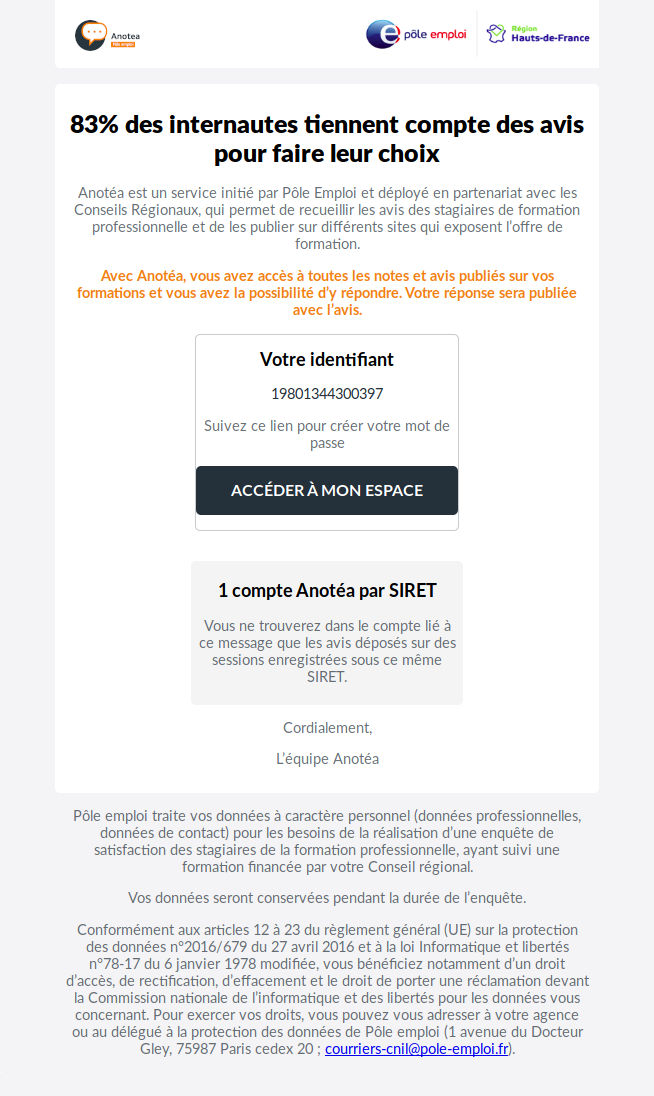 Anotea
Pôle emploi
pôle emploi
Région
Hauts-de-France
83% des internautes tiennent compte des avis
pour faire leur choix
Anotéa est un service initié par Pôle Emploi et déployé en partenariat avec les
Conseils Régionaux, qui permet de recueillir les avis des stagiaires de formation
professionnelle et de les publier sur différents sites qui exposent l’offre de
formation.
Avec Anotéa, vous avez accès à toutes les notes et avis publiés sur vos
formations et vous avez la possibilité d’y répondre. Votre réponse sera publiée
avec l’avis.
Votre identifiant
19801344300397
Suivez ce lien pour créer votre mot de
passe
ACCÉDER À MON ESPACE
1 compte Anotéa par SIRET
Vous ne trouverez dans le compte lié à
ce message que les avis déposés sur des
sessions enregistrées sous ce même
SIRET.
Cordialement,
L’équipe Anotéa
Pôle emploi traite vos données à caractère personnel (données professionnelles,
données de contact) pour les besoins de la réalisation d’une enquête de
satisfaction des stagiaires de la formation professionnelle, ayant suivi une
formation financée par votre Conseil régional.
Vos données seront conservées pendant la durée de l’enquête.
Conformément aux articles 12 à 23 du règlement général (UE) sur la protection
des données n°2016/679 du 27 avril 2016 et à la loi Informatique et libertés
n°78-17 du 6 janvier 1978 modifiée, vous bénéficiez notamment d’un droit
d’accès, de rectification, d’effacement et le droit de porter une réclamation devant
la Commission nationale de l’informatique et des libertés pour les données vous
concernant. Pour exercer vos droits, vous pouvez vous adresser à votre agence
ou au délégué à la protection des données de Pôle emploi (1 avenue du Docteur
Gley, 75987 Paris cedex 20 ; courriers-cnil@pole-emploi.fr).